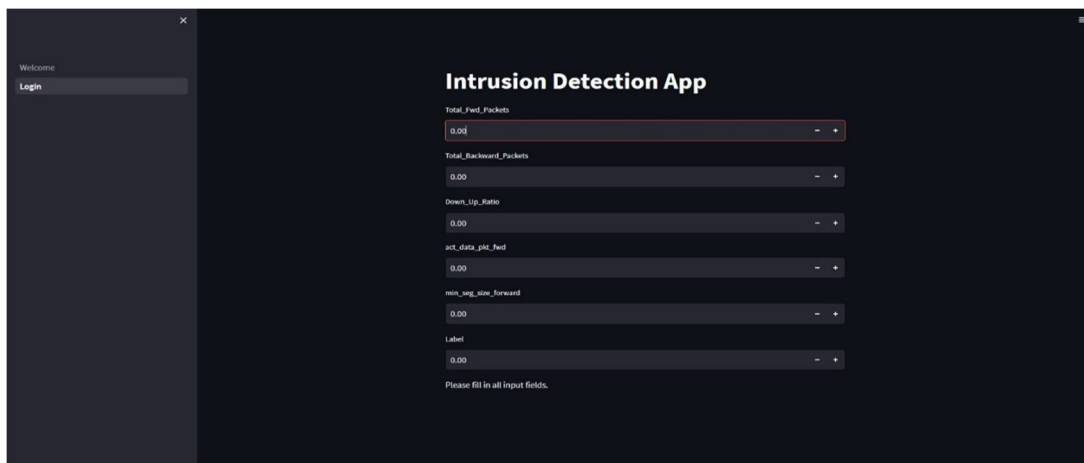 Welcome
Login
Intrusion Detection App
Total_Fwd_Packets
0.00
Total_Backward_Packets
0.00
Down_Up_Ratio
0.00
act_data_pkt_fwd
0.00
min_seg_size_forward
0.00
Label
0.00
Please fill in all input fields.